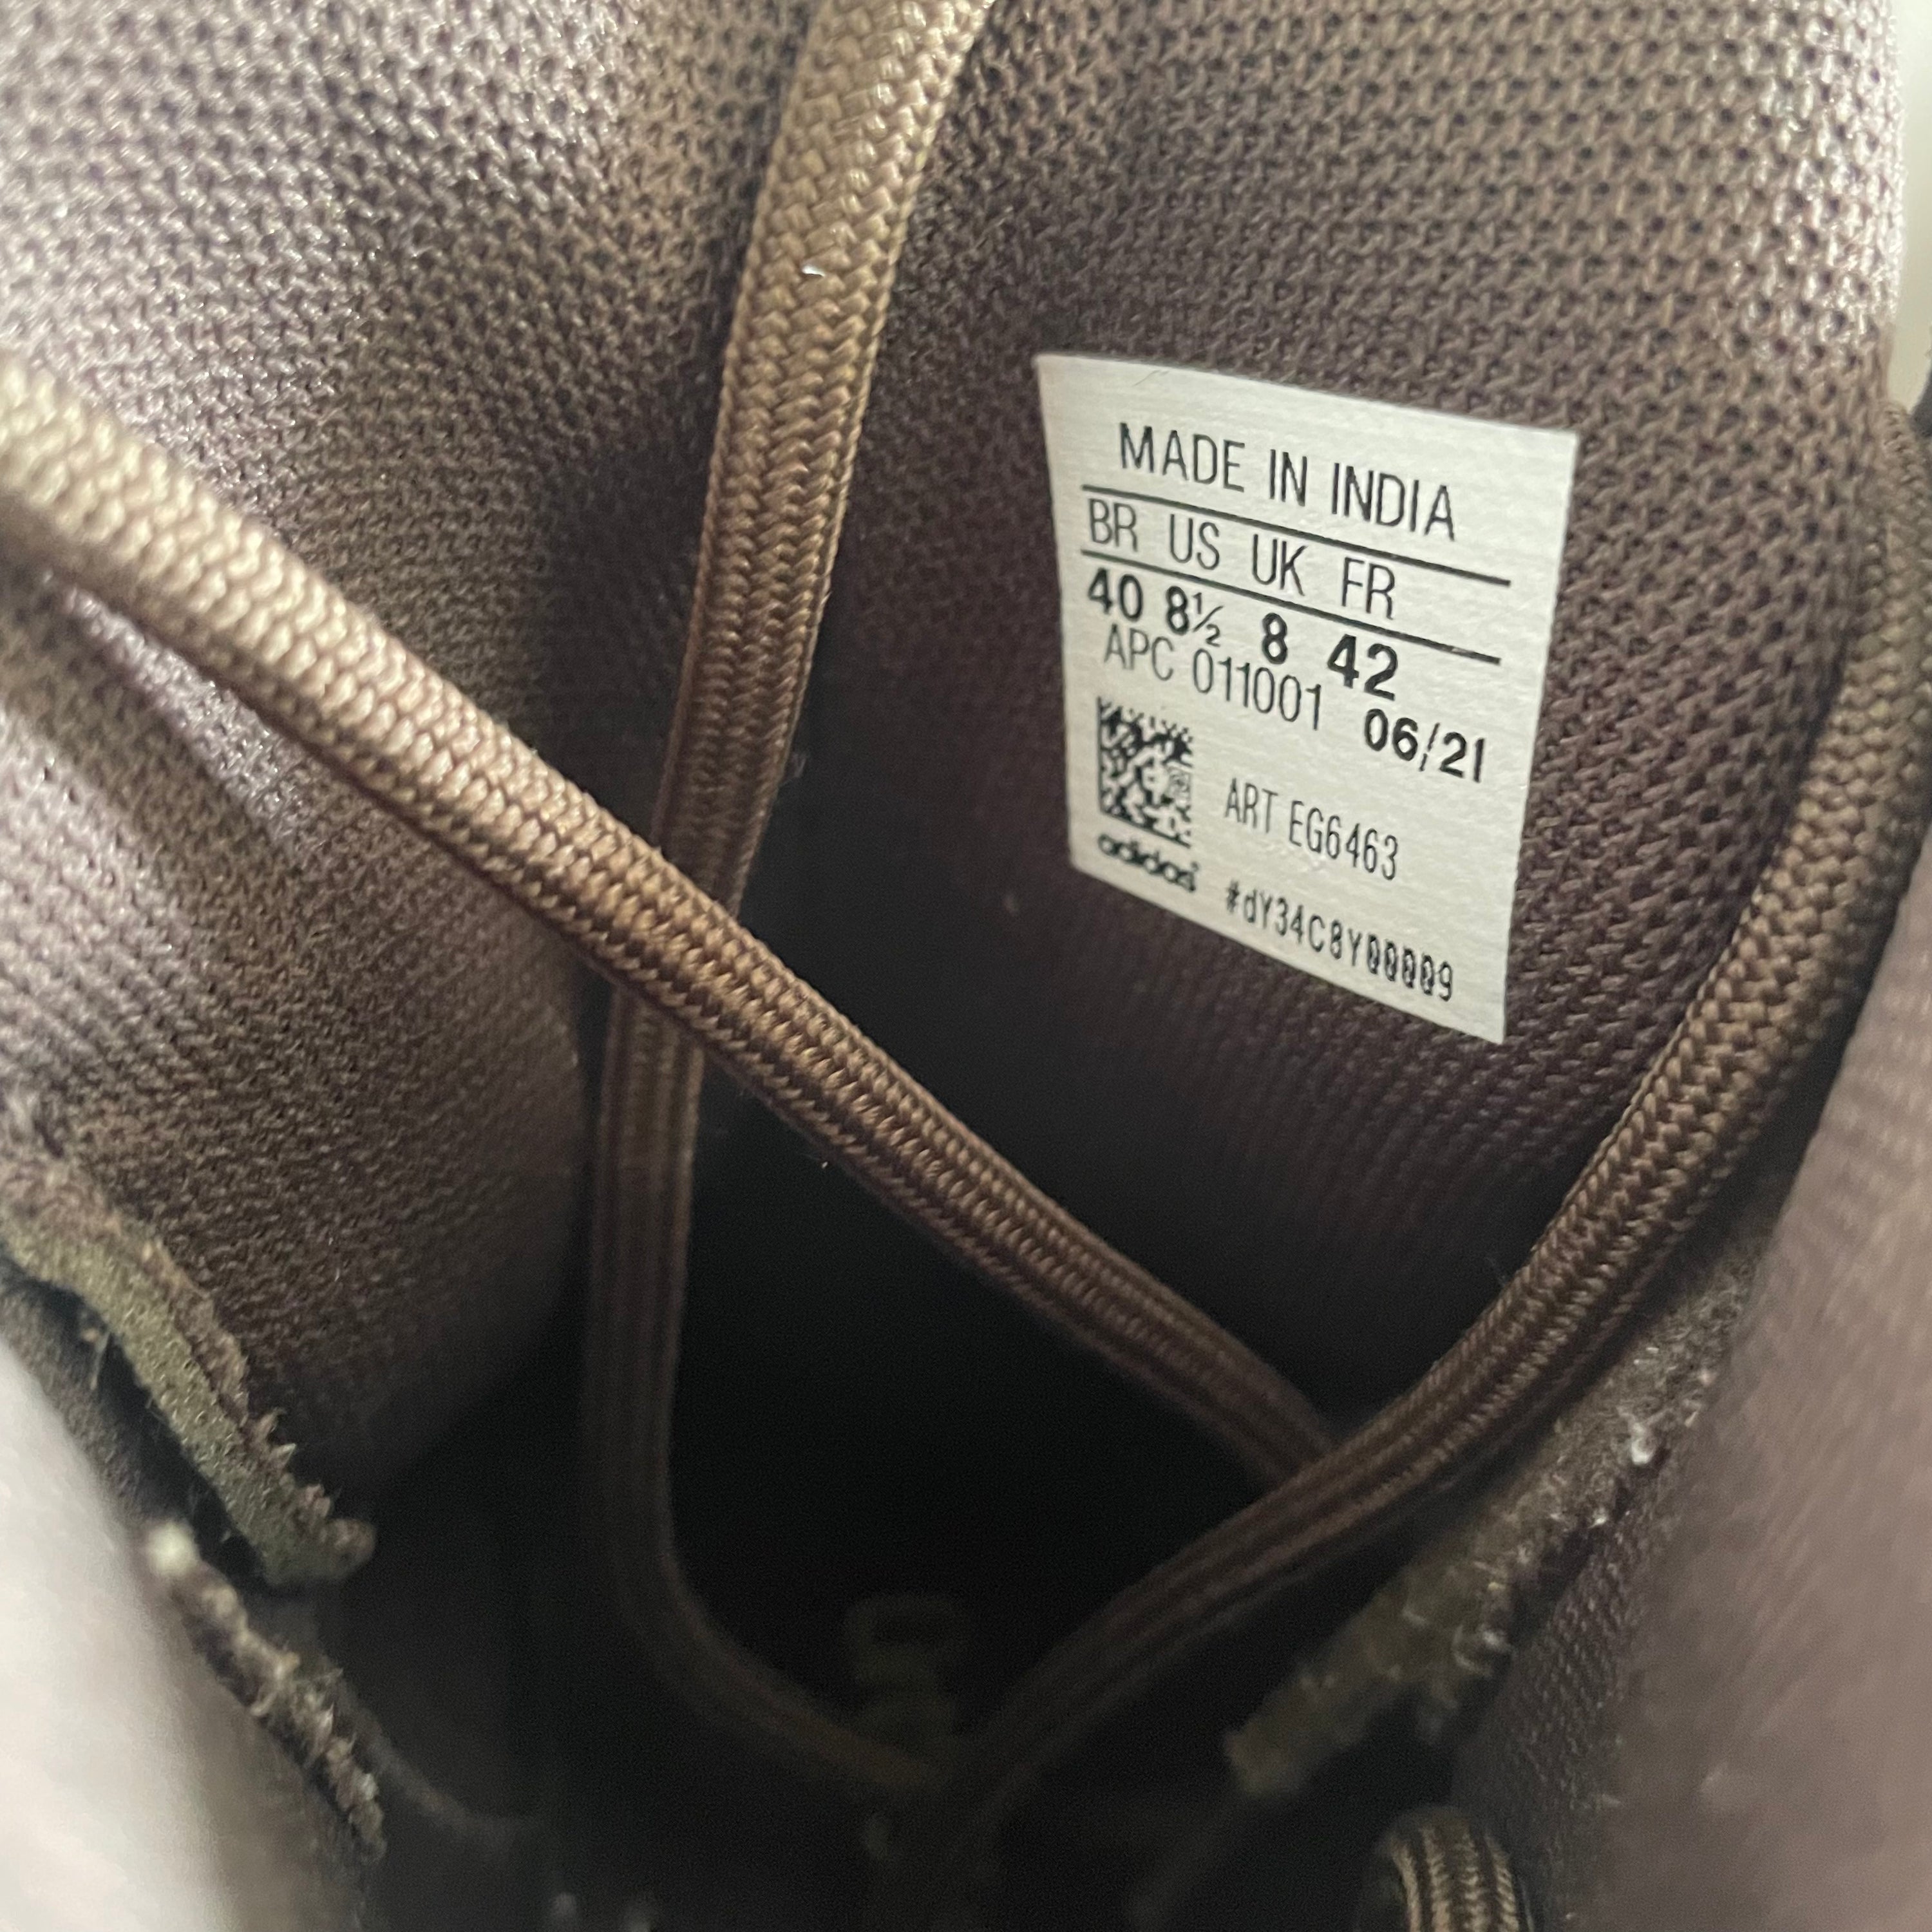 MADE IN INDIA
BR US UK FR
40 8½ 8 42
APC 011001 06/21
ART EG6463
adidas
#dY34C8Y00009